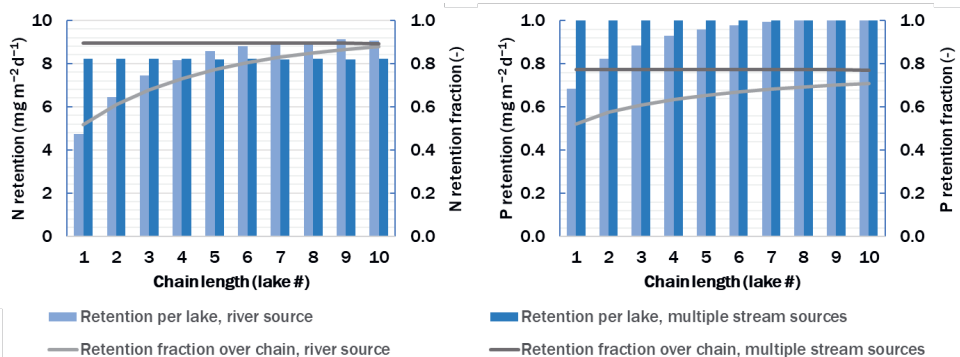 10
8
6
4
2
0
N retention (mg m⁻² d⁻¹)
1.0
0.8
0.6
0.4
0.2
0.0
N retention fraction (-)
1 2 3 4 5 6 7 8 9 10
Chain length (lake #)
1.0
0.8
0.6
0.4
0.2
0
P retention (mg m⁻² d⁻¹)
1.0
0.8
0.6
0.4
0.2
0.0
P retention fraction (-)
1 2 3 4 5 6 7 8 9 10
Chain length (lake #)
Retention per lake, river source
Retention per lake, multiple stream sources
Retention fraction over chain, river source
Retention fraction over chain, multiple stream sources